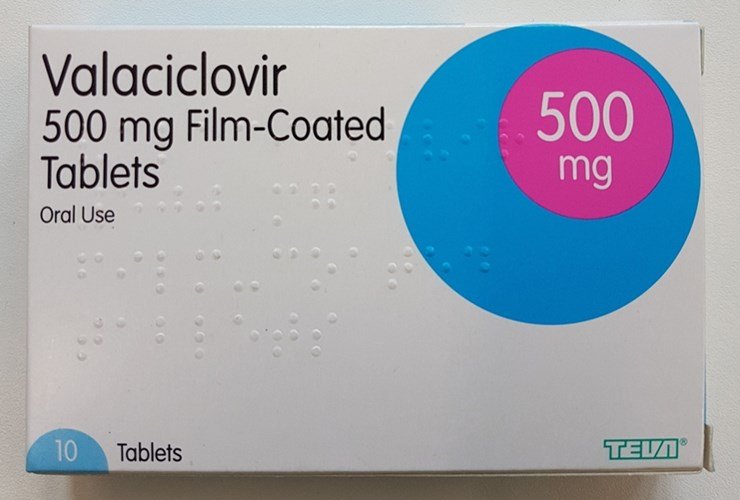 Valaciclovir
500 mg Film-Coated
Tablets
Oral Use
500
mg
10 Tablets
TEVA®